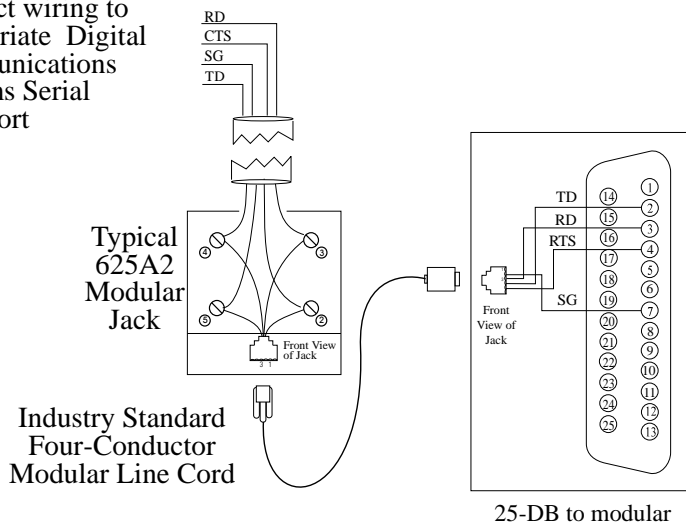 ct wiring to
riate Digital
unications
ns Serial
ort
RD
CTS
SG
TD
Typical
625A2
Modular
Jack
4
3
5
2
Front View
of Jack
3 1
Industry Standard
Four-Conductor
Modular Line Cord
TD
RD
RTS
SG
Front
View of
Jack
14
15
16
17
18
19
20
21
22
23
24
25
1
2
3
4
5
6
7
8
9
10
11
12
13
25-DB to modular